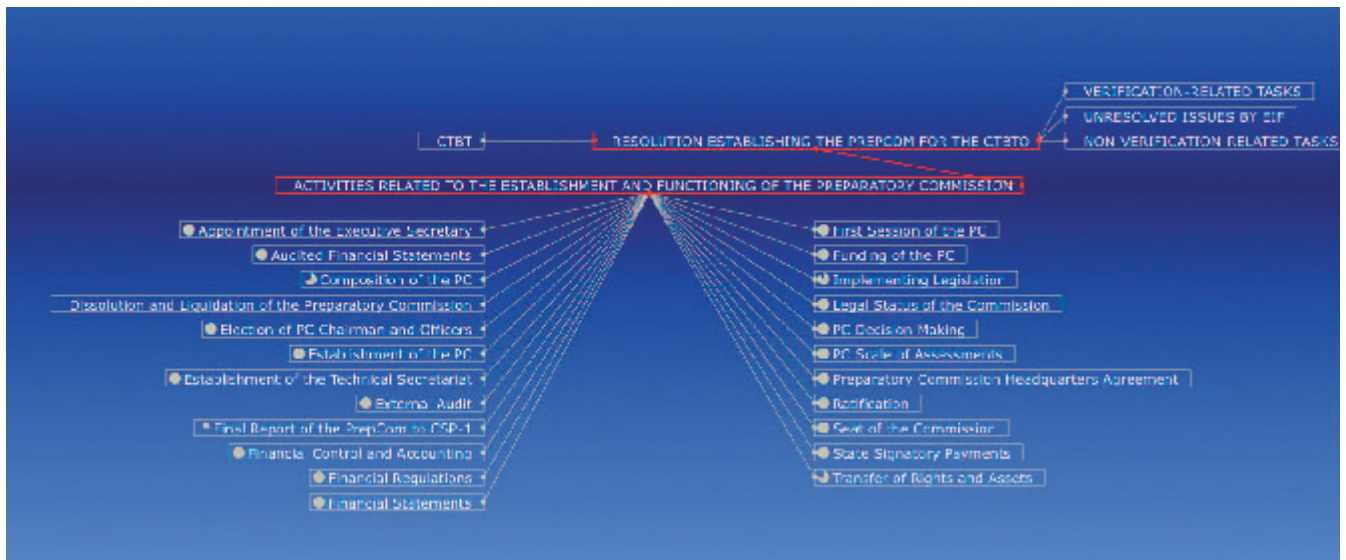 VERIFICATION-RELATED TASKS
UNRESOLVED ISSUES BY EIF
CTBT
RESOLUTION ESTABLISHING THE PREPCOM FOR THE CTBTO
NON VERIFICATION RELATED TASKS
ACTIVITIES RELATED TO THE ESTABLISHMENT AND FUNCTIONING OF THE PREPARATORY COMMISSION
Appointment of the Executive Secretary
Audited Financial Statements
Composition of the PC
Dissolution and Liquidation of the Preparatory Commission
Election of PC Chairman and Officers
Establishment of the PC
Establishment of the Technical Secretariat
External Audit
Final Report of the PrepCom to CSP-1
Financial Control and Accounting
Financial Regulations
Financial Statements
First Session of the PC
Funding of the PC
Implementing Legislation
Legal Status of the Commission
PC Decision Making
PC Scale of Assessments
Preparatory Commission Headquarters Agreement
Ratification
Seat of the Commission
State Signatory Payments
Transfer of Rights and Assets